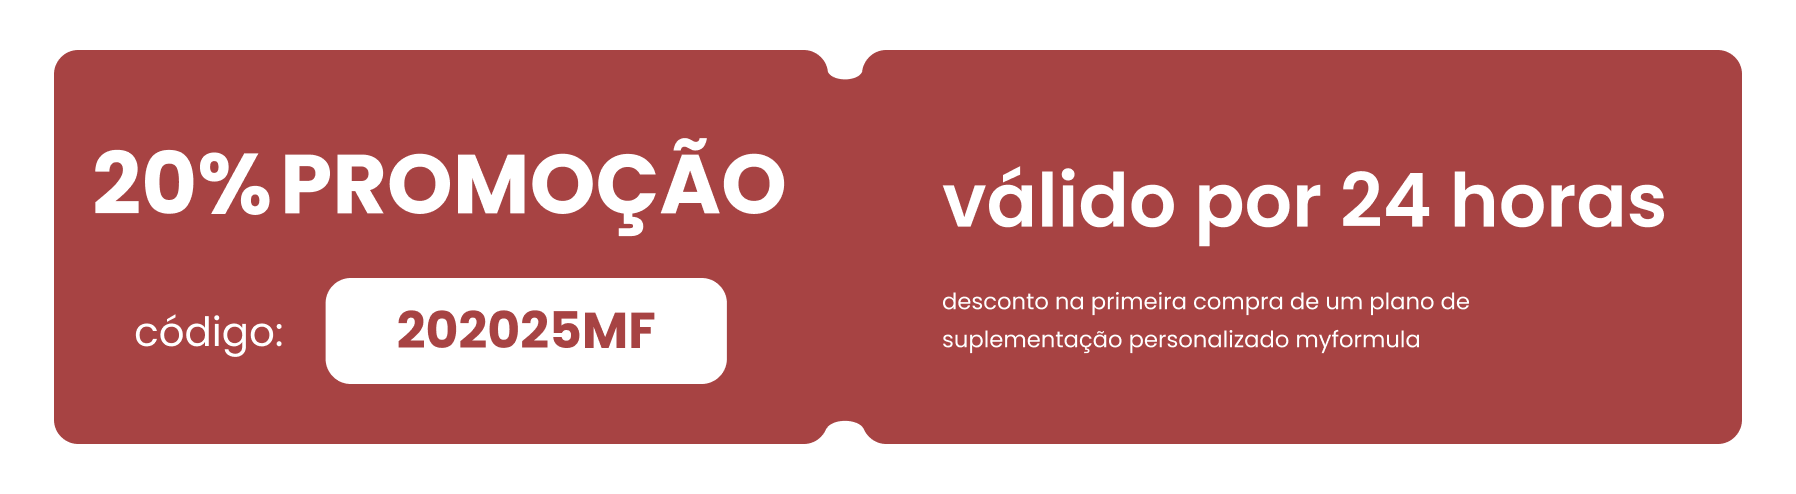 20% PROMOÇÃO
código: 202025MF
válido por 24 horas
desconto na primeira compra de um plano de
suplementação personalizado myformula